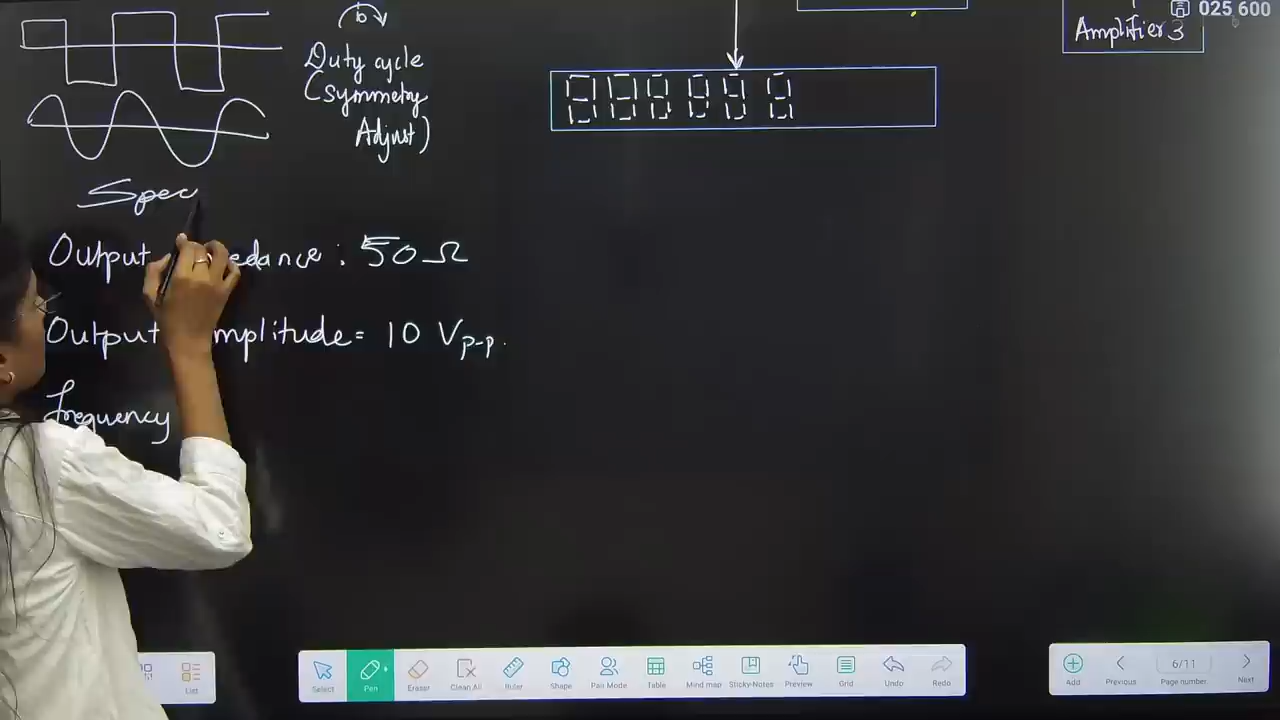 025 600
Amplifier 3
Duty cycle
(symmetry
Adjust)
Spec
Output edance : 50 Ω
Output mplitude = 10 Vp-p.
frequency
List
Select
Pen
Eraser
Clean All
Ruler
Shape
Pair Mode
Table
Mind map
Sticky-Notes
Preview
Grid
Undo
Redo
Add
Previous
6/11
Page number
Next